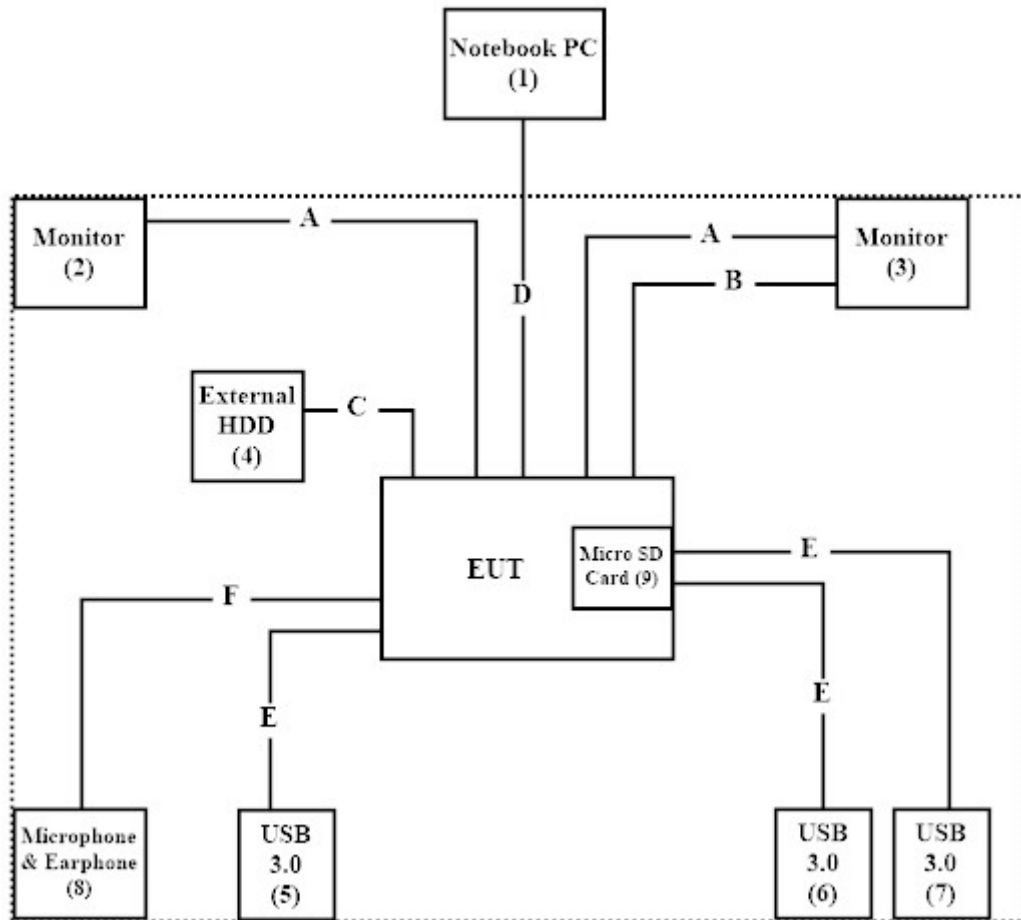 Notebook PC
(1)
Monitor
(2)
A
A
Monitor
(3)
B
D
External
HDD
(4)
C
EUT
Micro SD
Card (9)
E
F
E
E
Microphone
& Earphone
(8)
USB
3.0
(5)
USB
3.0
(6)
USB
3.0
(7)